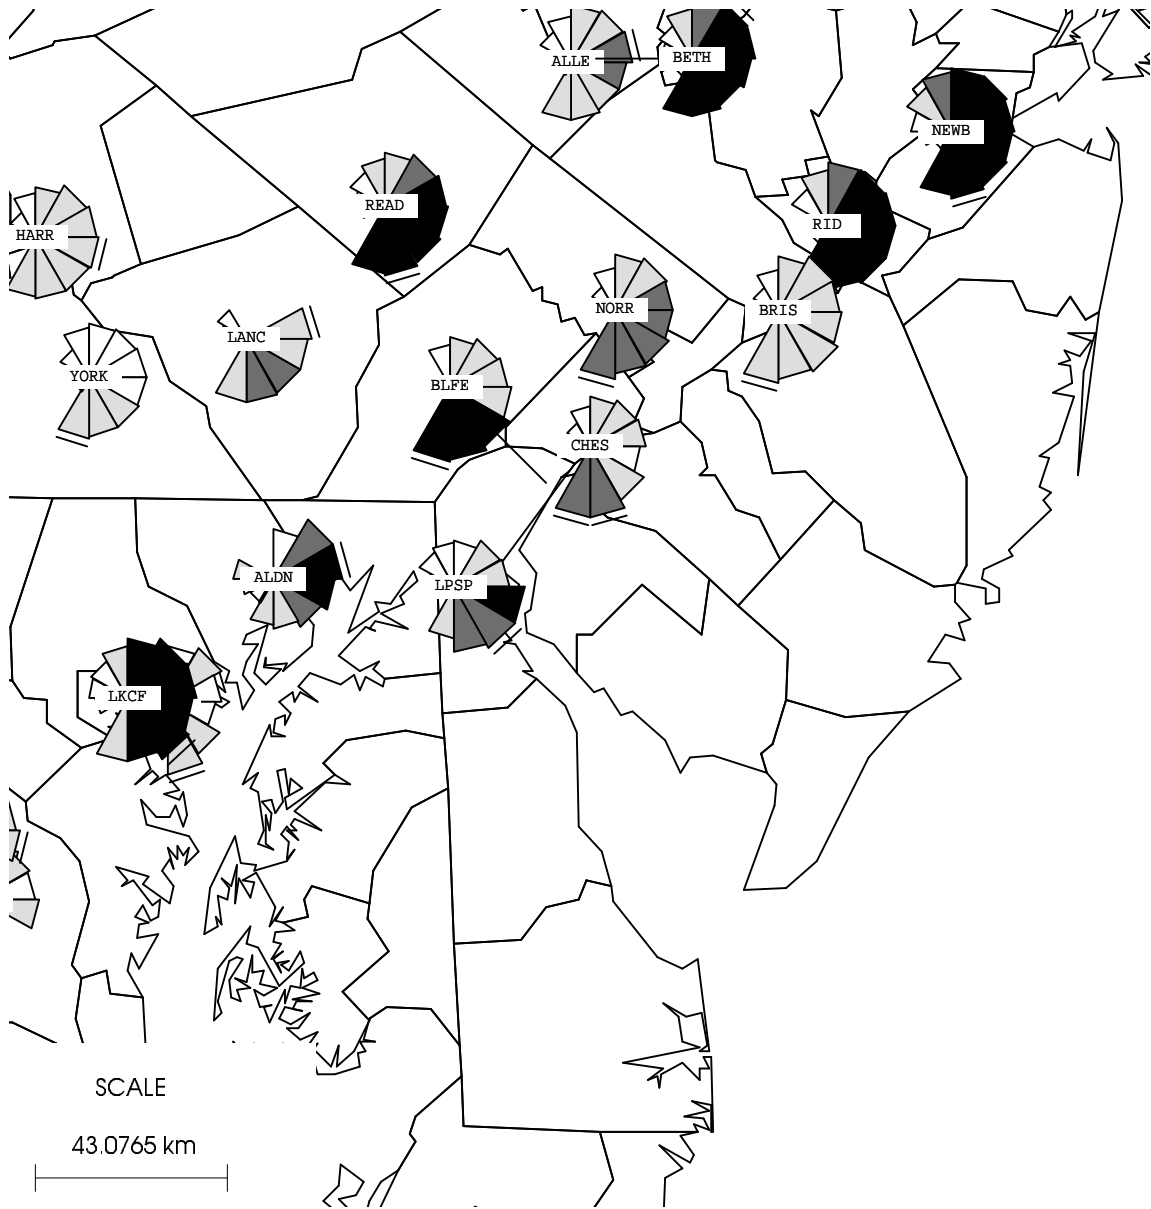 ALLE
BETH
NEWB
READ
RID
HARR
NORR
BRIS
LANC
YORK
BLFE
CHES
ALDN
LPSP
LKCF
SCALE
43.0765 km